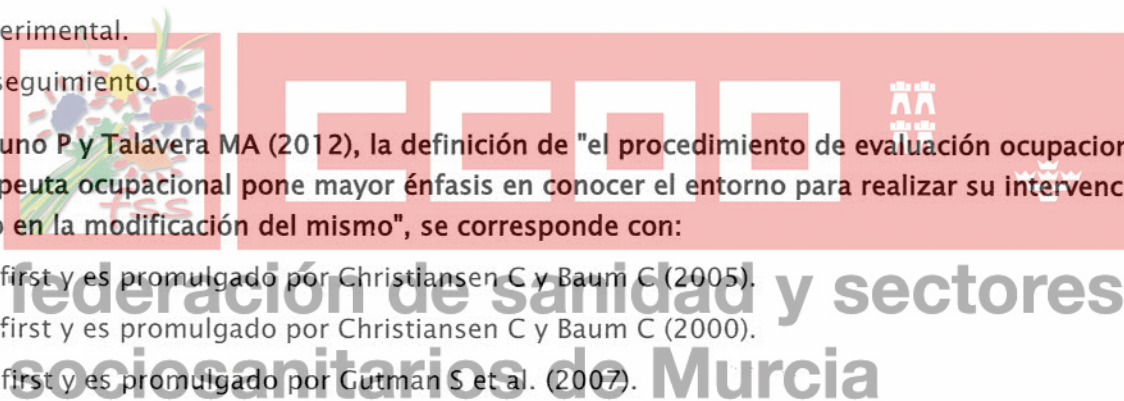 erimental.
seguimiento.
CCOO
uno P y Talavera MA (2012), la definición de "el procedimiento de evaluación ocupacion
peuta ocupacional pone mayor énfasis en conocer el entorno para realizar su intervenc
o en la modificación del mismo", se corresponde con:
fss
first y es promulgado por Christiansen C y Baum C (2005).
federación de sanidad y sectores
first y es promulgado por Christiansen C y Baum C (2000).
first y es promulgado por Gutman S et al. (2007).
sociosanitarios de Murcia